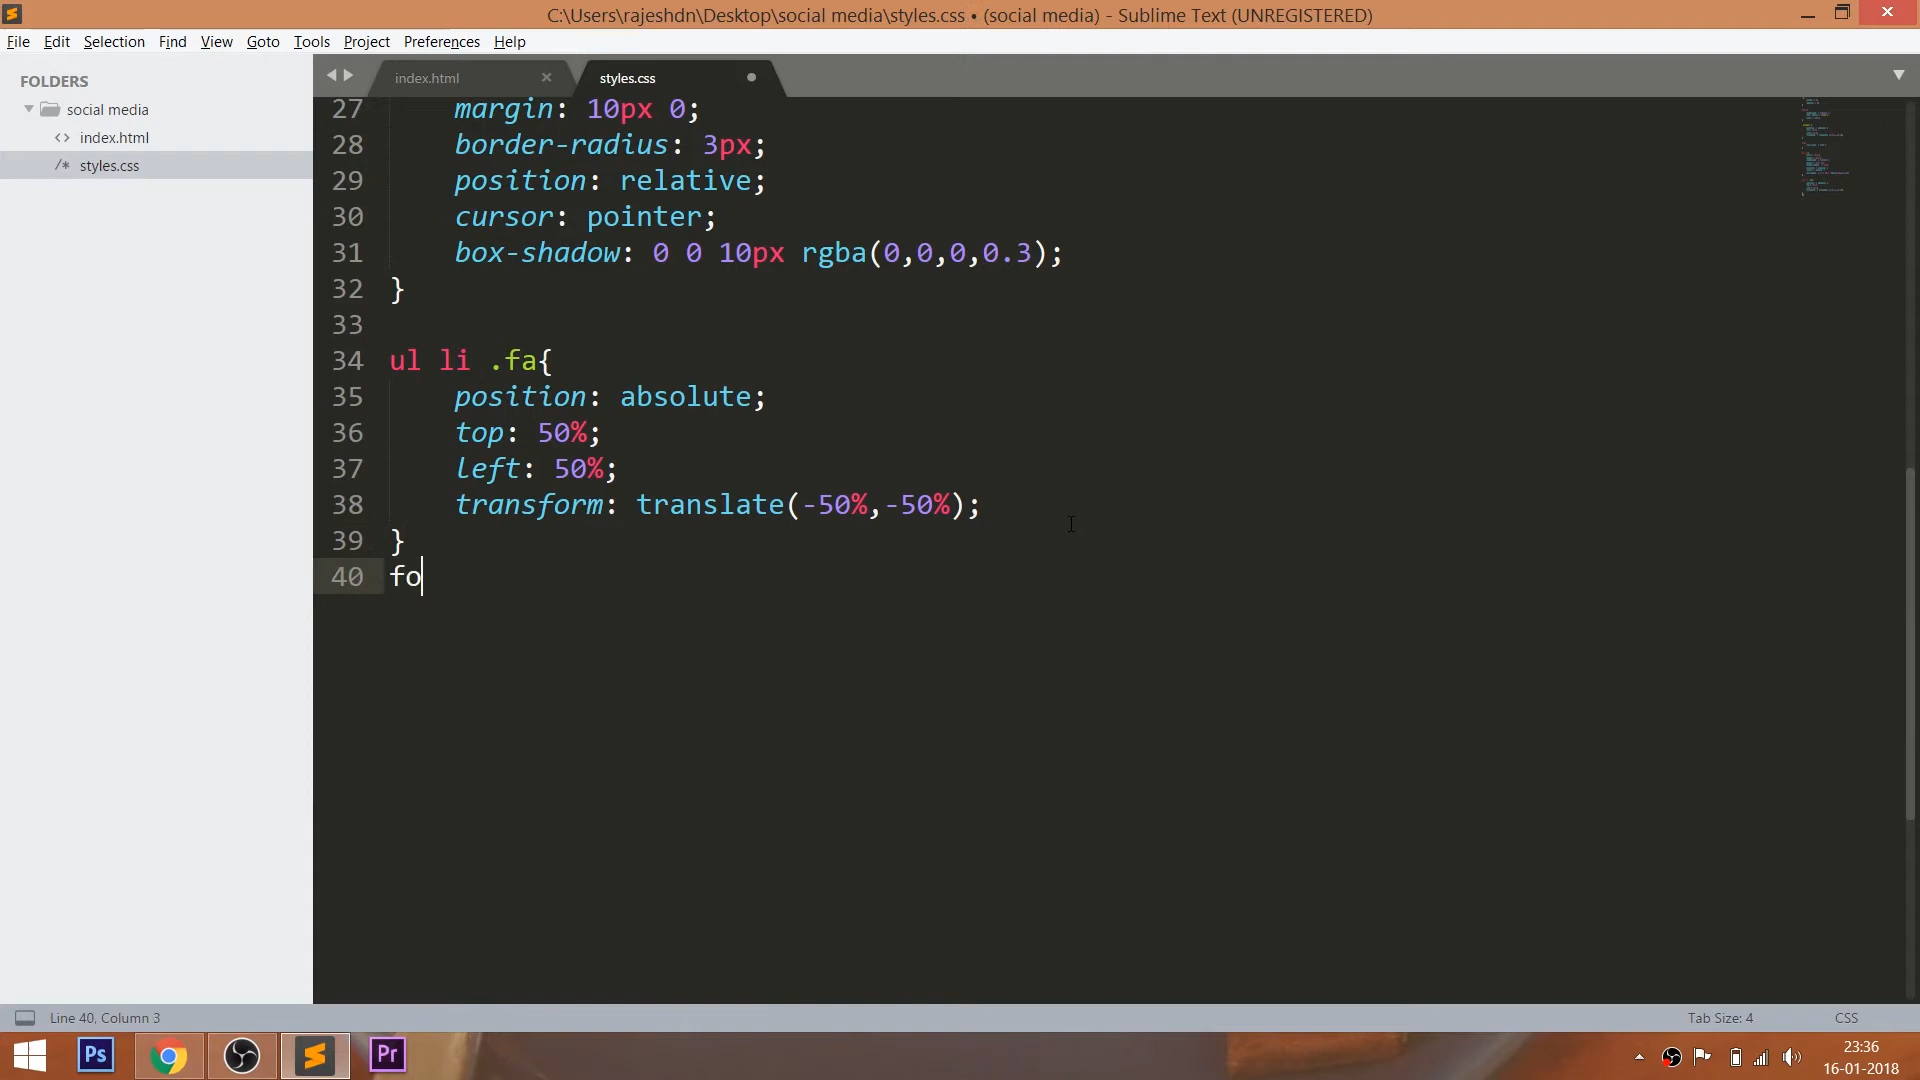 C:\Users\rajeshdn\Desktop\social media\styles.css • (social media) - Sublime Text (UNREGISTERED)
File Edit Selection Find View Goto Tools Project Preferences Help
FOLDERS
social media
<> index.html
/* styles.css
index.html
styles.css
27 margin: 10px 0;
28 border-radius: 3px;
29 position: relative;
30 cursor: pointer;
31 box-shadow: 0 0 10px rgba(0,0,0,0.3);
32 }
33
34 ul li .fa{
35 position: absolute;
36 top: 50%;
37 left: 50%;
38 transform: translate(-50%,-50%);
39 }
40 fo
Line 40, Column 3
Tab Size: 4
CSS
Ps
Pr
23:36
16-01-2018